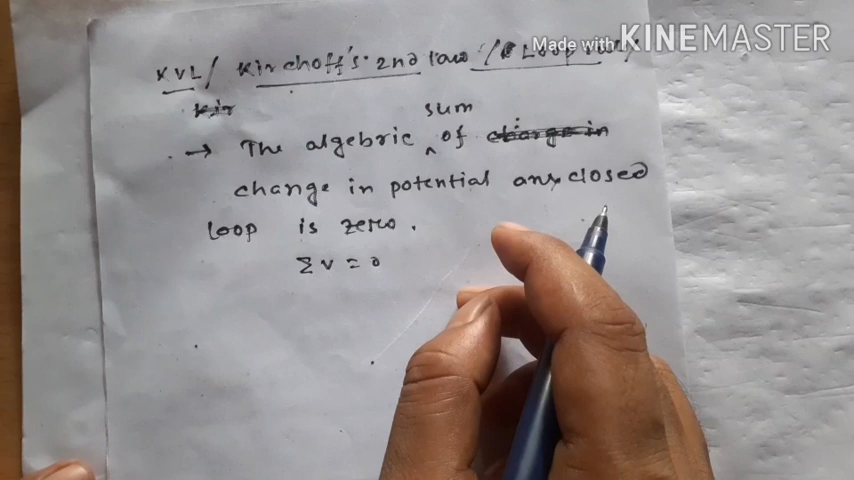 Made with KINEMASTER
KVL/ Kirchoff's 2nd law / Loop
sum
→ The algebric ^ of
change in potential any closed
loop is zero.
Σv = 0